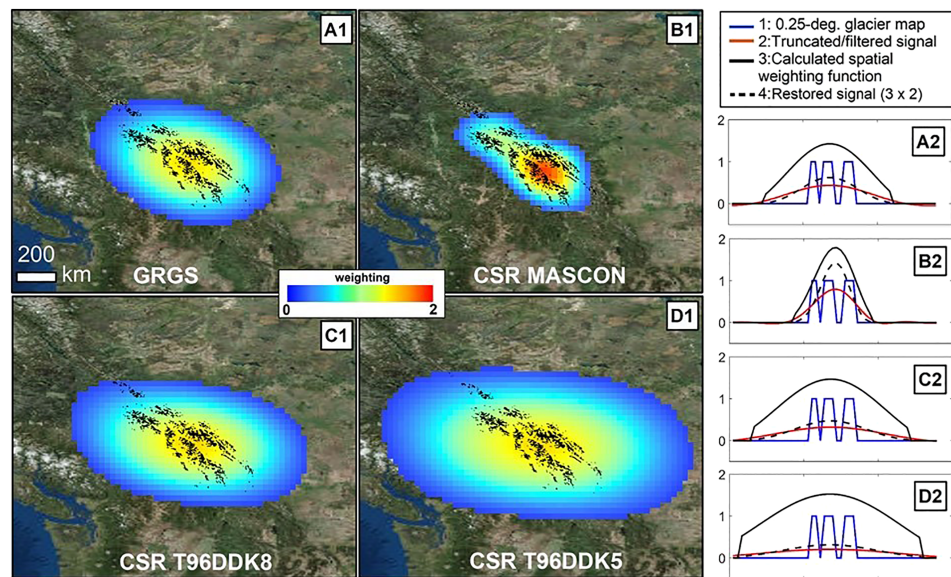 A1
B1
200
km
GRGS
CSR MASCON
weighting
0
2
C1
D1
CSR T96DDK8
CSR T96DDK5
1: 0.25-deg. glacier map
2:Truncated/filtered signal
3:Calculated spatial
weighting function
4:Restored signal (3 x 2)
2
1
0
A2
2
1
0
B2
2
1
0
C2
2
1
0
D2